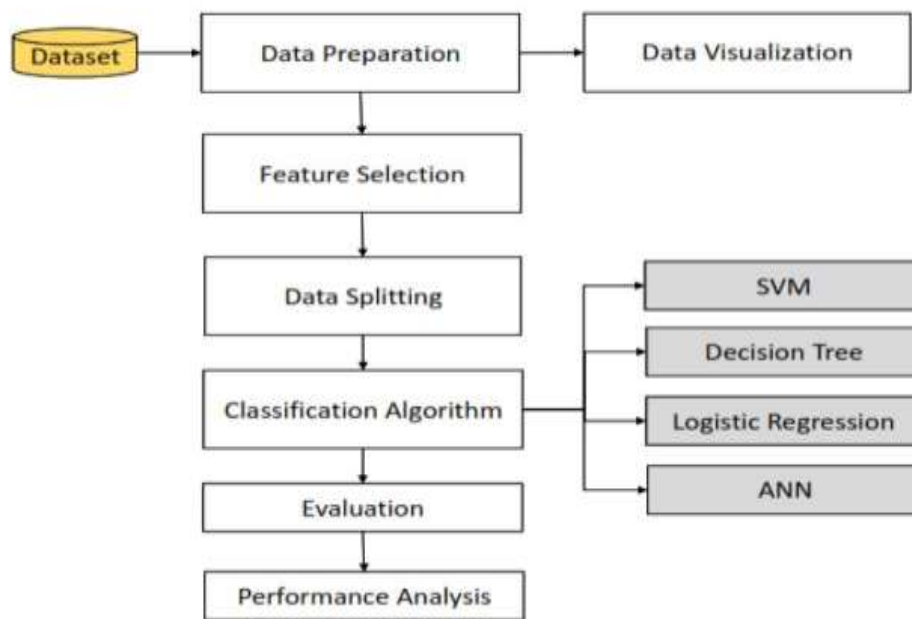 Dataset
Data Preparation
Data Visualization
Feature Selection
Data Splitting
SVM
Decision Tree
Classification Algorithm
Logistic Regression
ANN
Evaluation
Performance Analysis